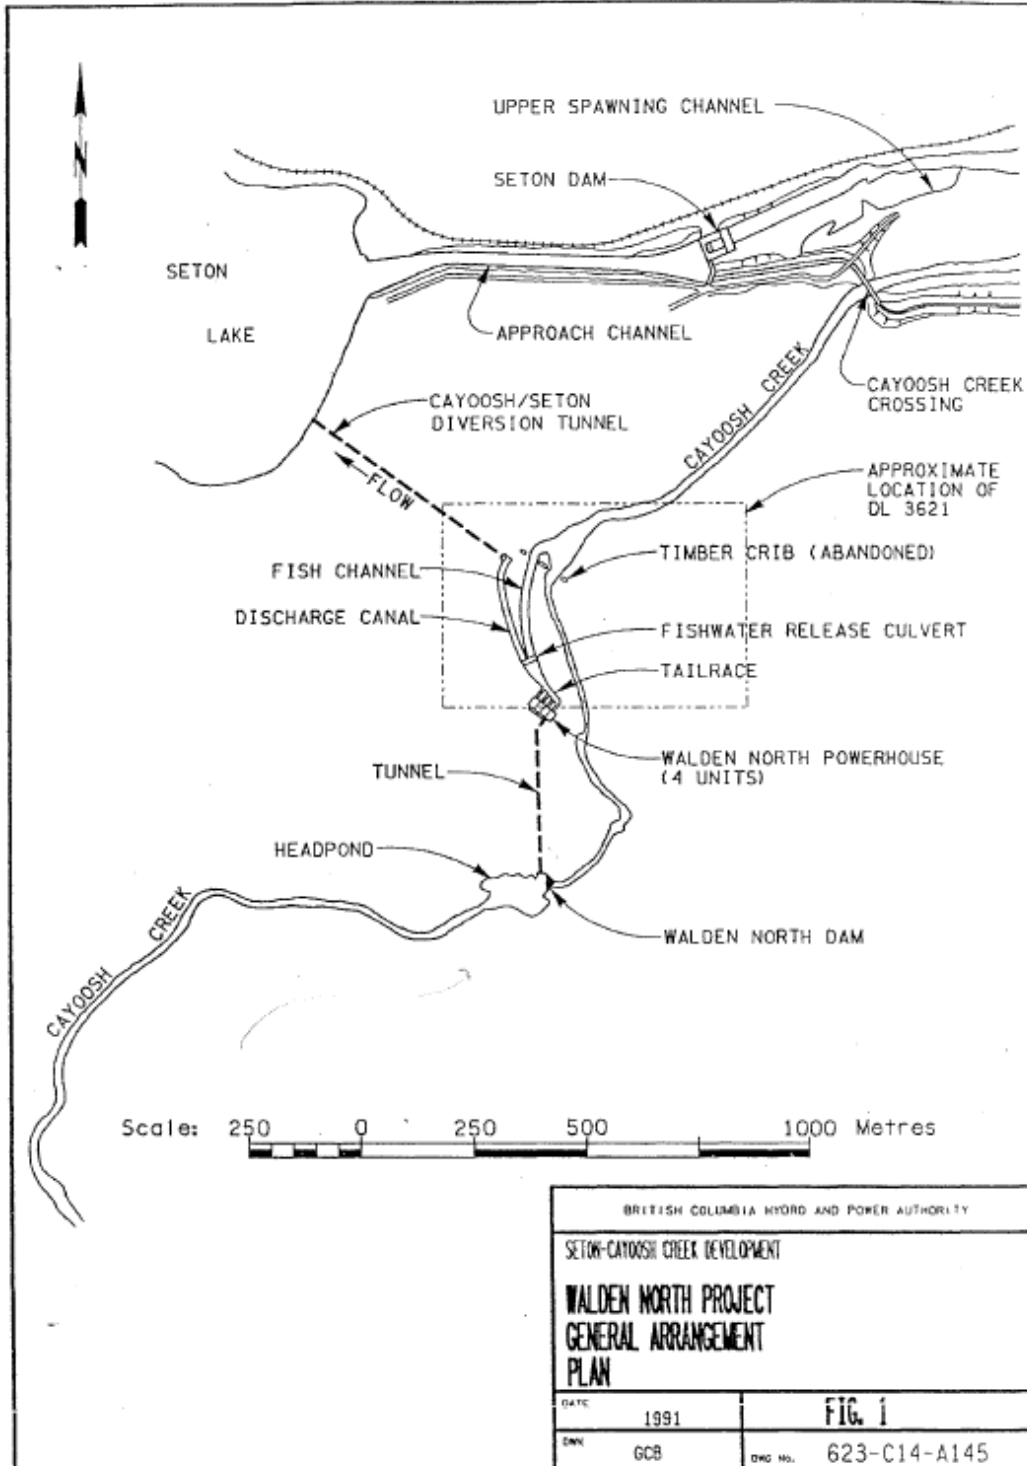 UPPER SPAWNING CHANNEL
N
SETON DAM
SETON
LAKE
APPROACH CHANNEL
CAYOOSH CREEK
CAYOOSH CREEK
CROSSING
CAYOOSH/SETON
DIVERSION TUNNEL
FLOW
APPROXIMATE
LOCATION OF
DL 3621
TIMBER CRIB (ABANDONED)
FISH CHANNEL
DISCHARGE CANAL
FISHWATER RELEASE CULVERT
TAILRACE
WALDEN NORTH POWERHOUSE
(4 UNITS)
TUNNEL
HEADPOND
WALDEN NORTH DAM
CAYOOSH CREEK
Scale: 250 0 250 500 1000 Metres
BRITISH COLUMBIA HYDRO AND POWER AUTHORITY
SETON-CAYOOSH CREEK DEVELOPMENT
WALDEN NORTH PROJECT
GENERAL ARRANGEMENT
PLAN
DATE 1991
FIG. 1
DWN GCB
DWG No. 623-C14-A145